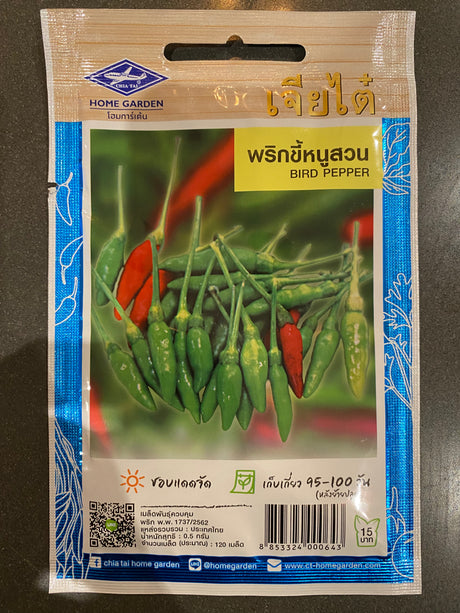 CHIA TAI
HOME GARDEN
โฮมการ์เด้น
เจียไต๋
พริกขี้หนูสวน
BIRD PEPPER
ชอบแดดจัด
เก็บเกี่ยว 95-100 วัน
(หลังย้ายปลูก)
เมล็ดพันธุ์ควบคุม
พริก พ.พ. 1737/2562
แหล่งรวบรวม : ประเทศไทย
น้ำหนักสุทธิ : 0.5 กรัม
จำนวนเมล็ด (ประมาณ) : 120 เมล็ด
8 853324 000643
15
บาท
chia tai home garden
@homegarden
www.ct-homegarden.com